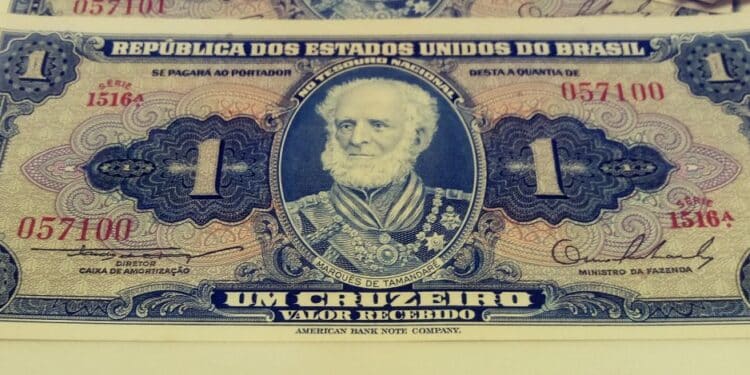 057101
REPÚBLICA DOS ESTADOS UNIDOS DO BRASIL
1
1
SE PAGARÁ AO PORTADOR
NO TESOURO NACIONAL
DESTA A QUANTIA DE
SÉRIE
1516ª
057100
1
1
057100
SÉRIE
1516ª
DIRETOR
CAIXA DE AMORTIZAÇÃO
MARQUÊS DE TAMANDARÉ
MINISTRO DA FAZENDA
UM CRUZEIRO
VALOR RECEBIDO
AMERICAN BANK NOTE COMPANY.